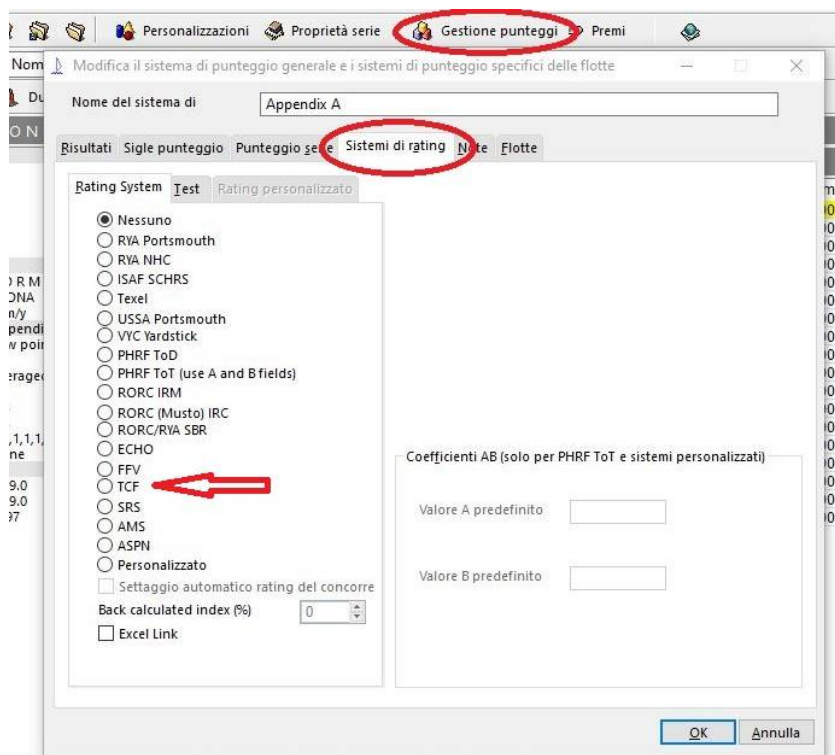 Personalizzazioni Proprietà serie Gestione punteggi Premi
Nom
Modifica il sistema di punteggio generale e i sistemi di punteggio specifici delle flotte
Du
Nome del sistema di Appendix A
O N
Risultati Sigle punteggio Punteggio serie Sistemi di rating Note Flotte
Rating System Test Rating personalizzato
Nessuno
RYA Portsmouth
RYA NHC
ISAF SCHRS
Texel
USSA Portsmouth
VYC Yardstick
PHRF ToD
PHRF ToT (use A and B fields)
RORC IRM
RORC (Musto) IRC
RORC/RYA SBR
ECHO
FFV
TCF
SRS
AMS
ASPN
Personalizzato
Settaggio automatico rating del concorre
Back calculated index (%) 0
Excel Link
Coefficienti AB (solo per PHRF ToT e sistemi personalizzati)
Valore A predefinito
Valore B predefinito
OK Annulla